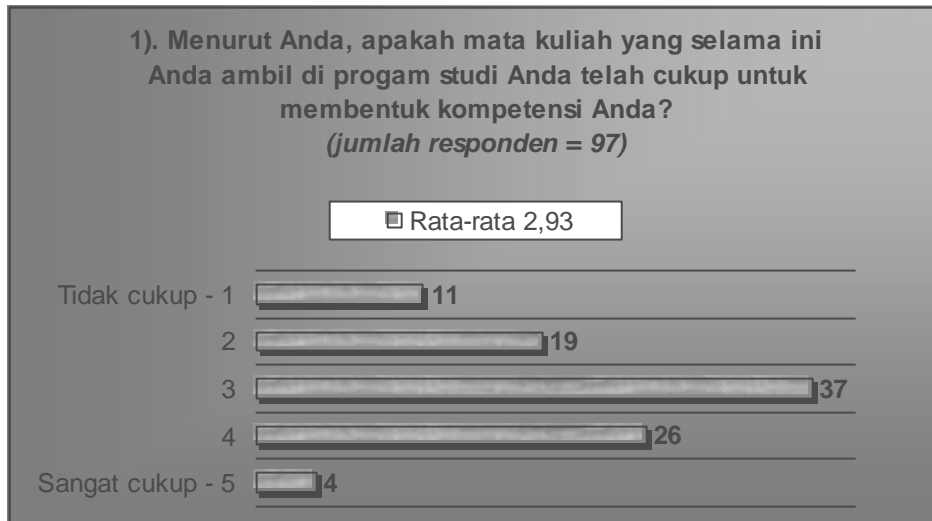 1). Menurut Anda, apakah mata kuliah yang selama ini
Anda ambil di progam studi Anda telah cukup untuk
membentuk kompetensi Anda?
(jumlah responden = 97)
Rata-rata 2,93
Tidak cukup - 1 11
2 19
3 37
4 26
Sangat cukup - 5 4